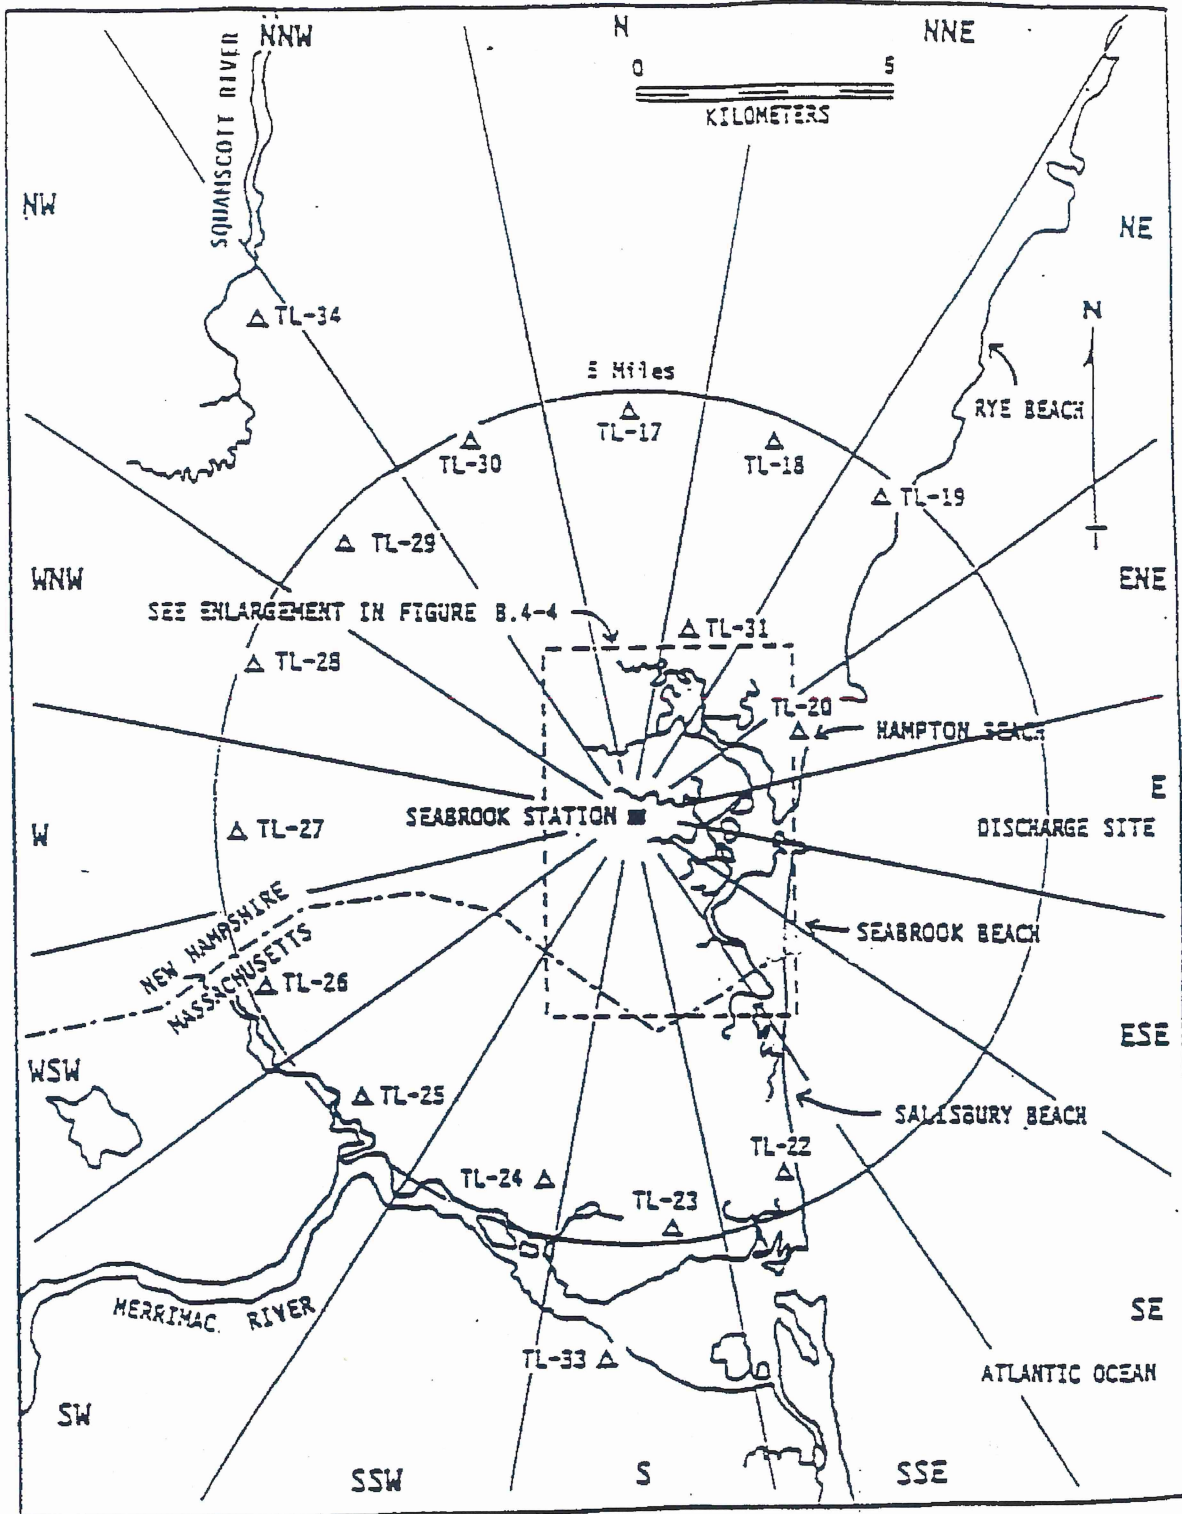 NNW
N
NNE
0 5
KILOMETERS
SQUAMSCOTT RIVER
NW
NE
TL-34
N
5 Miles
RYE BEACH
TL-17
TL-30
TL-18
TL-19
TL-29
WNW
ENE
SEE ENLARGEMENT IN FIGURE B.4-4
TL-31
TL-28
TL-20
HAMPTON BEACH
E
SEABROOK STATION
W
TL-27
DISCHARGE SITE
NEW HAMPSHIRE
MASSACHUSETTS
SEABROOK BEACH
TL-26
ESE
WSW
TL-25
SALISBURY BEACH
TL-22
TL-24
TL-23
MERRIMAC RIVER
SE
TL-33
ATLANTIC OCEAN
SW
SSW
S
SSE